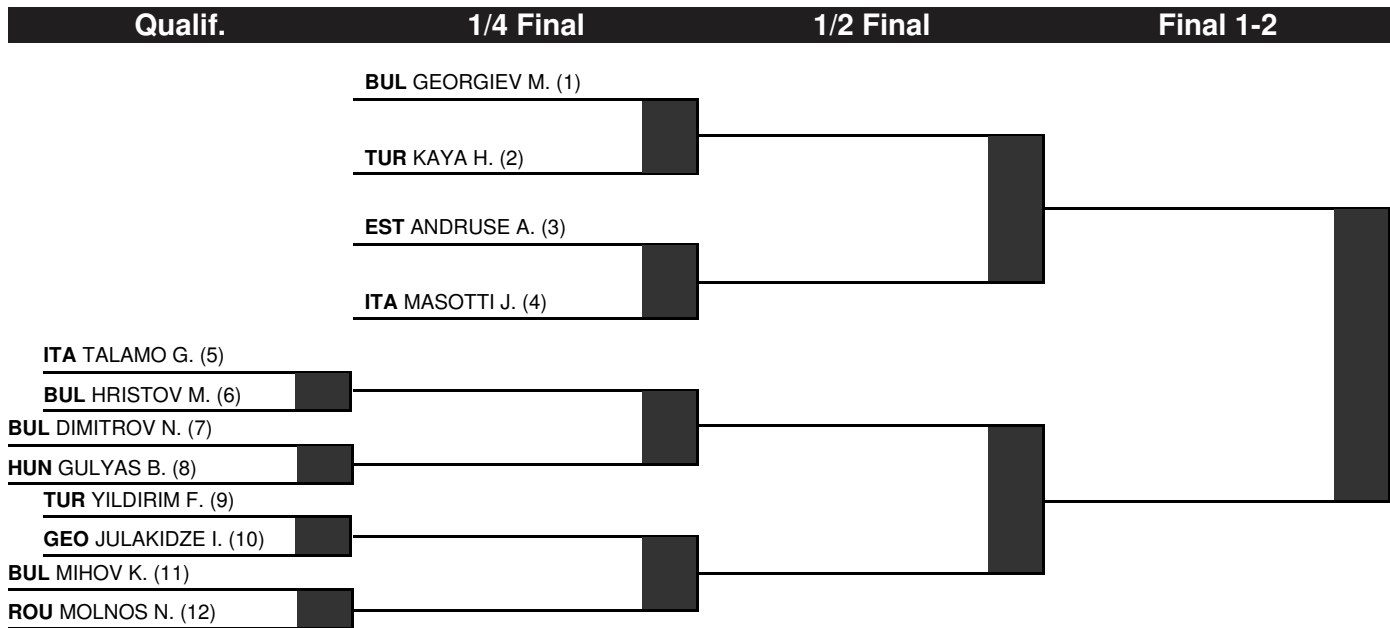 Qualif. 1/4 Final 1/2 Final Final 1-2
BUL GEORGIEV M. (1)
TUR KAYA H. (2)
EST ANDRUSE A. (3)
ITA MASOTTI J. (4)
ITA TALAMO G. (5)
BUL HRISTOV M. (6)
BUL DIMITROV N. (7)
HUN GULYAS B. (8)
TUR YILDIRIM F. (9)
GEO JULAKIDZE I. (10)
BUL MIHOV K. (11)
ROU MOLNOS N. (12)